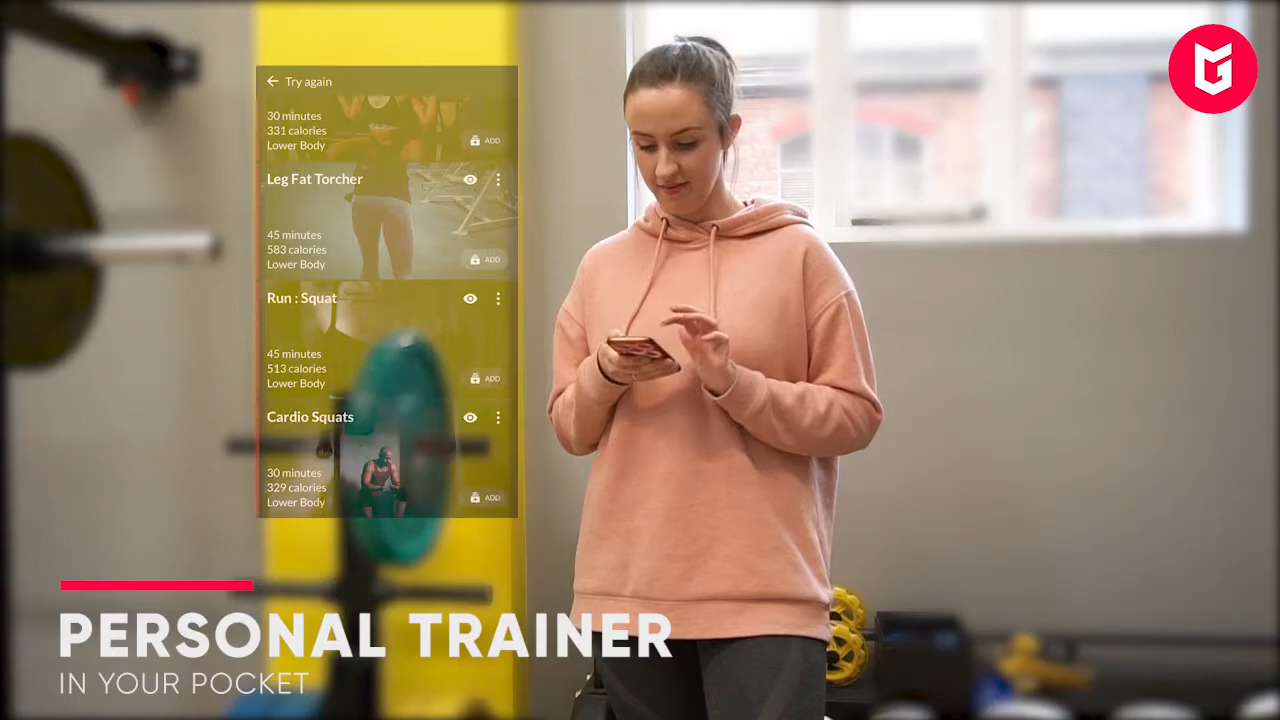 Try again
30 minutes
331 calories
Lower Body
ADD
Leg Fat Torcher
45 minutes
583 calories
Lower Body
ADD
Run : Squat
45 minutes
513 calories
Lower Body
ADD
Cardio Squats
30 minutes
329 calories
Lower Body
ADD
PERSONAL TRAINER
IN YOUR POCKET